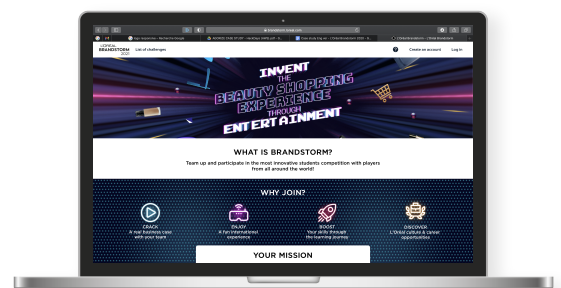 brandstorm.loreal.com
L'ORÉAL
BRANDSTORM
2021
List of challenges
?
Create an account
Log in
INVENT
THE
BEAUTY SHOPPING
EXPERIENCE
THROUGH
ENTERTAINMENT
WHAT IS BRANDSTORM?
Team up and participate in the most innovative students competition with players
from all around the world!
WHY JOIN?
CRACK
A real business case
with your team
ENJOY
A fun international
experience
BOOST
Your skills through
the learning journey
DISCOVER
L'Oréal culture & career
opportunities
YOUR MISSION